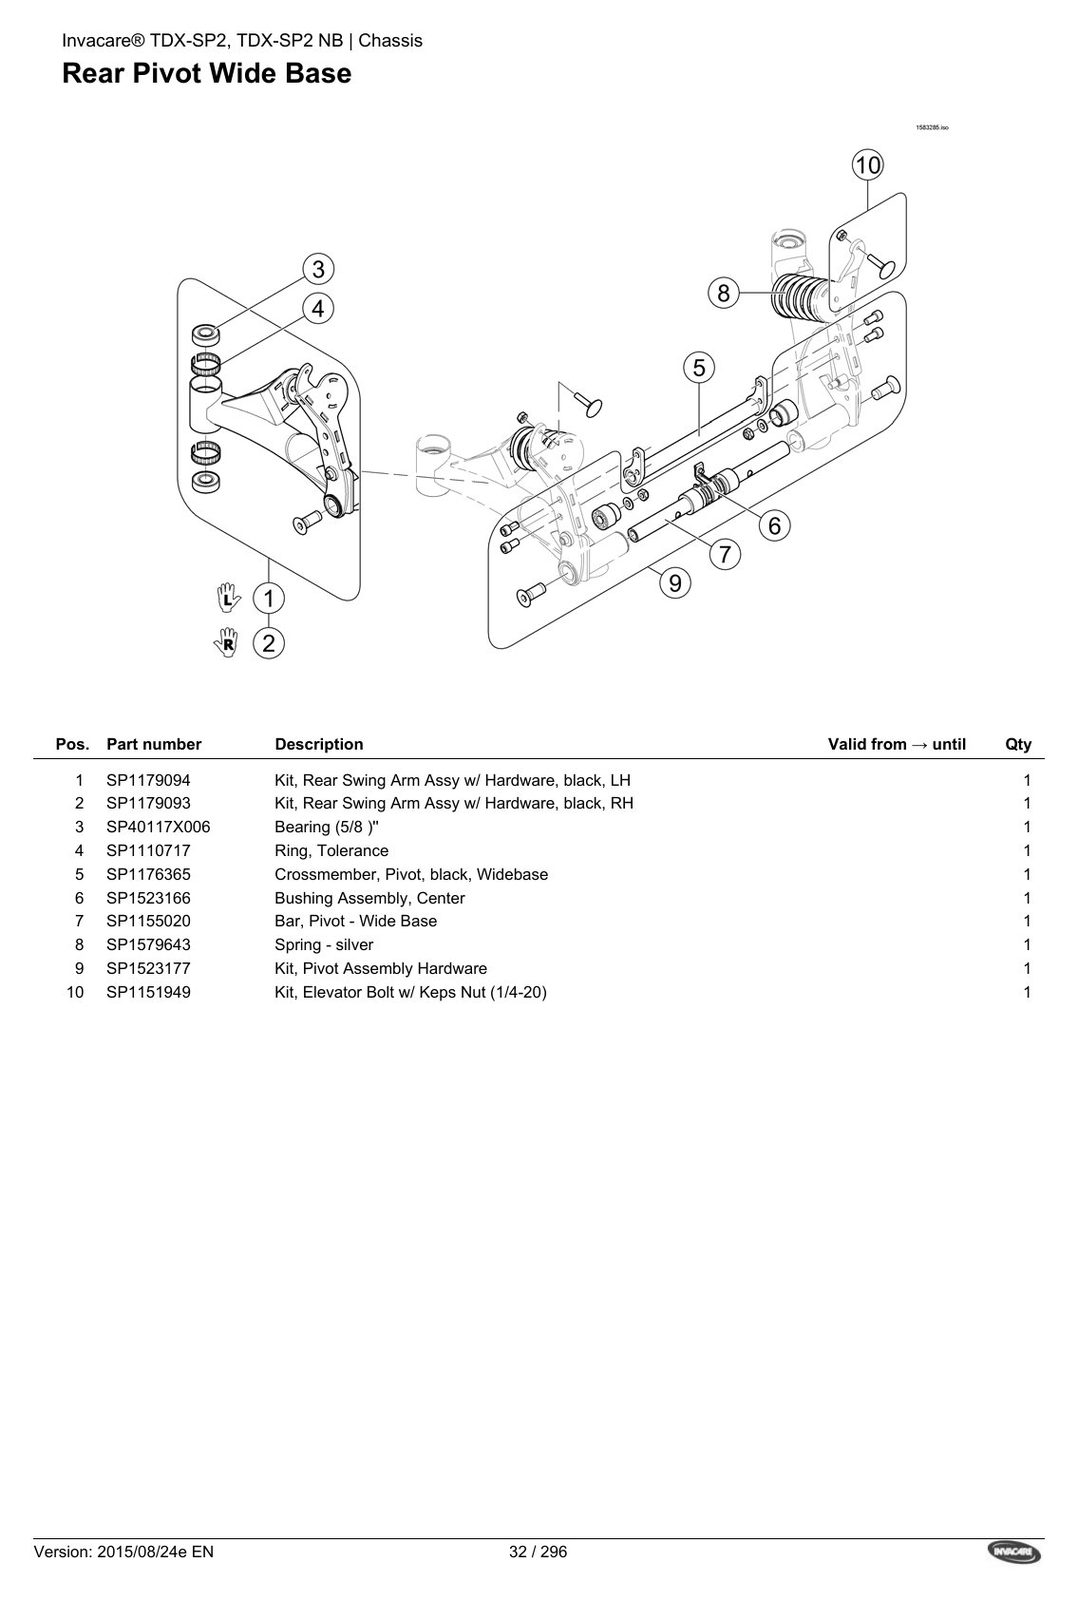 Invacare® TDX-SP2, TDX-SP2 NB | Chassis
Rear Pivot Wide Base
1583285.iso
10
3
8
4
5
6
7
9
L 1
R 2
Pos. Part number Description Valid from → until Qty
1 SP1179094 Kit, Rear Swing Arm Assy w/ Hardware, black, LH 1
2 SP1179093 Kit, Rear Swing Arm Assy w/ Hardware, black, RH 1
3 SP40117X006 Bearing (5/8 )" 1
4 SP1110717 Ring, Tolerance 1
5 SP1176365 Crossmember, Pivot, black, Widebase 1
6 SP1523166 Bushing Assembly, Center 1
7 SP1155020 Bar, Pivot - Wide Base 1
8 SP1579643 Spring - silver 1
9 SP1523177 Kit, Pivot Assembly Hardware 1
10 SP1151949 Kit, Elevator Bolt w/ Keps Nut (1/4-20) 1
Version: 2015/08/24e EN 32 / 296 INVACARE